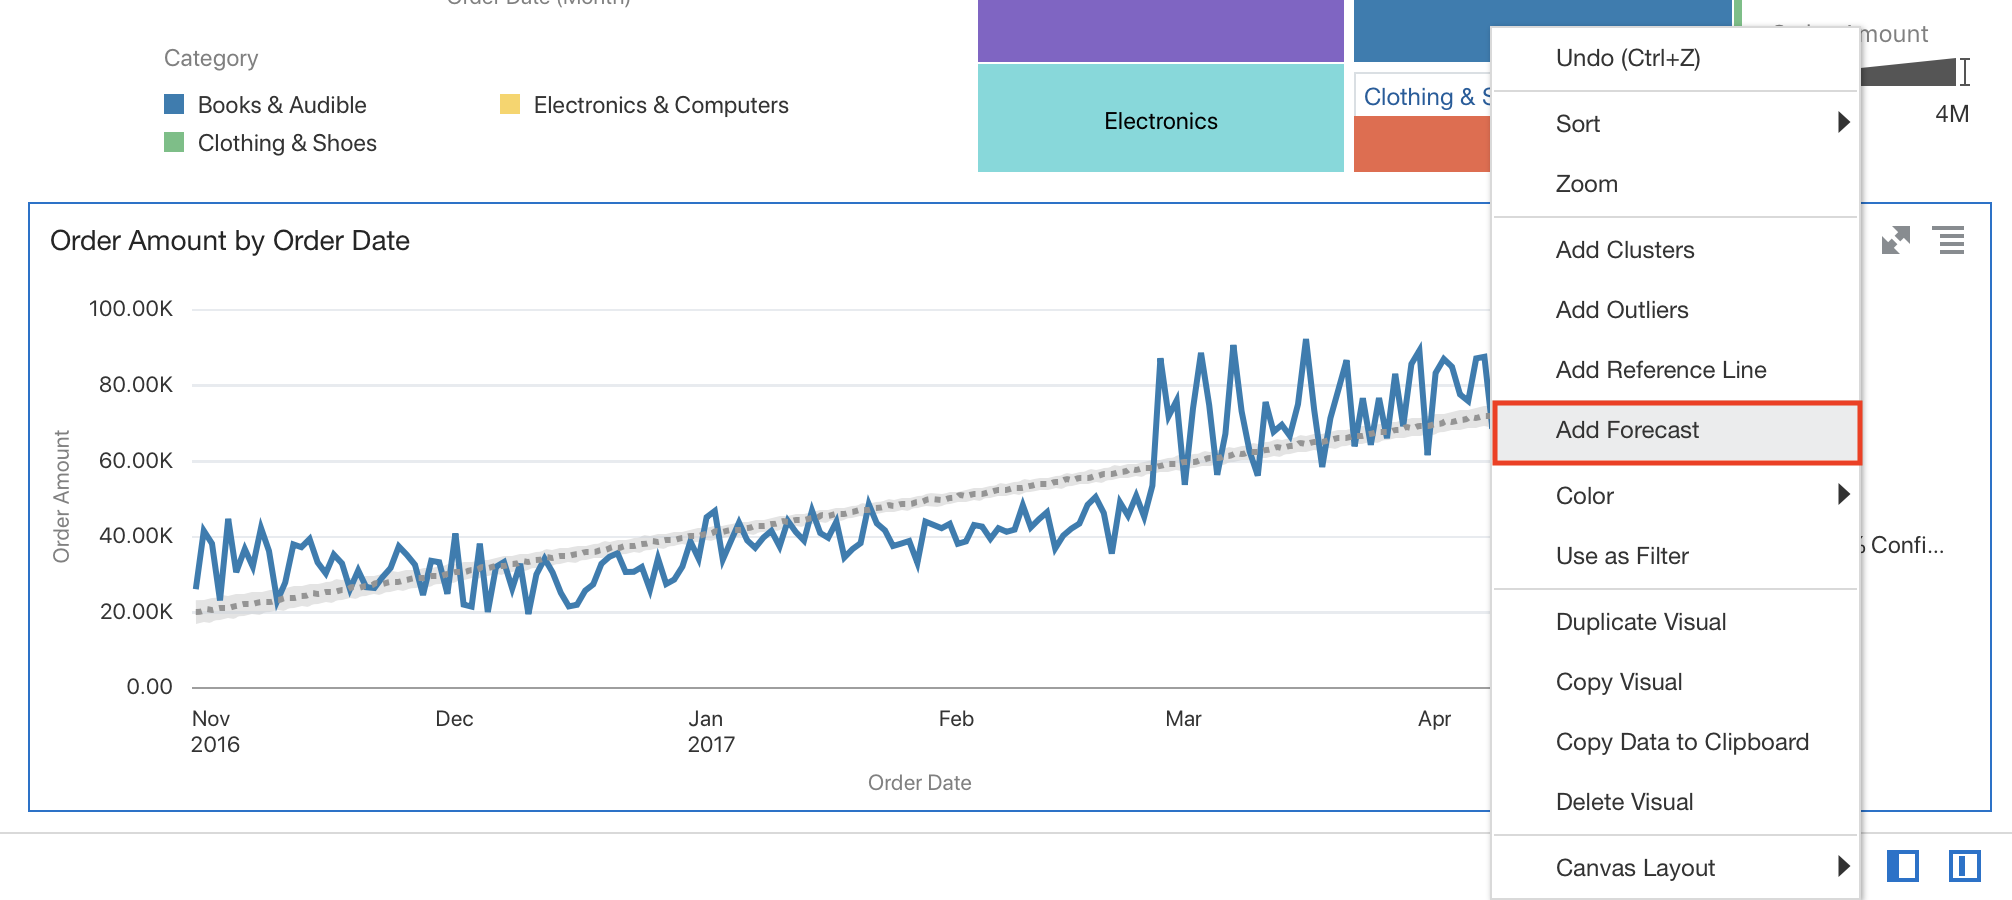 Order Date (Month)
Category
Books & Audible
Electronics & Computers
Clothing & Shoes
Electronics
Clothing & S
mount
4M
Order Amount by Order Date
100.00K
80.00K
60.00K
40.00K
20.00K
0.00
Order Amount
Nov
2016
Dec
Jan
2017
Feb
Mar
Apr
Order Date
% Confi...
Undo (Ctrl+Z)
Sort
Zoom
Add Clusters
Add Outliers
Add Reference Line
Add Forecast
Color
Use as Filter
Duplicate Visual
Copy Visual
Copy Data to Clipboard
Delete Visual
Canvas Layout